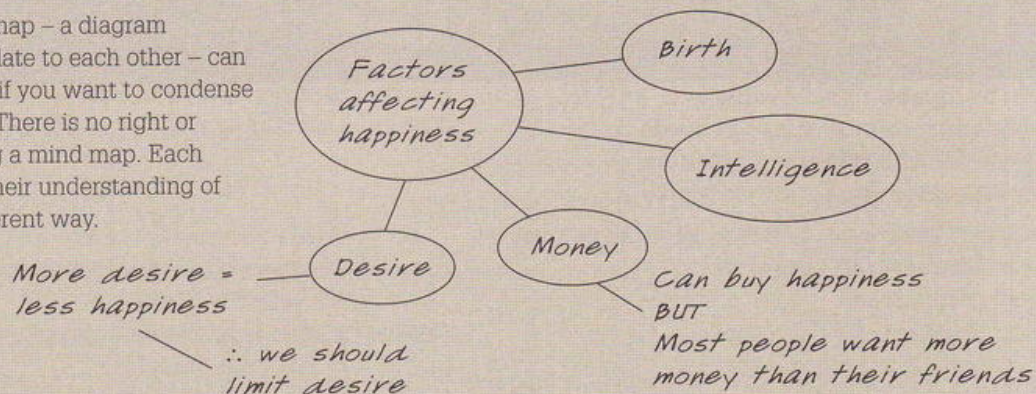 map – a diagram
late to each other – can
if you want to condense
There is no right or
g a mind map. Each
heir understanding of
erent way.
Factors
affecting
happiness
Birth
Intelligence
Money
Can buy happiness
BUT
Most people want more
money than their friends
Desire
More desire =
less happiness
∴ we should
limit desire